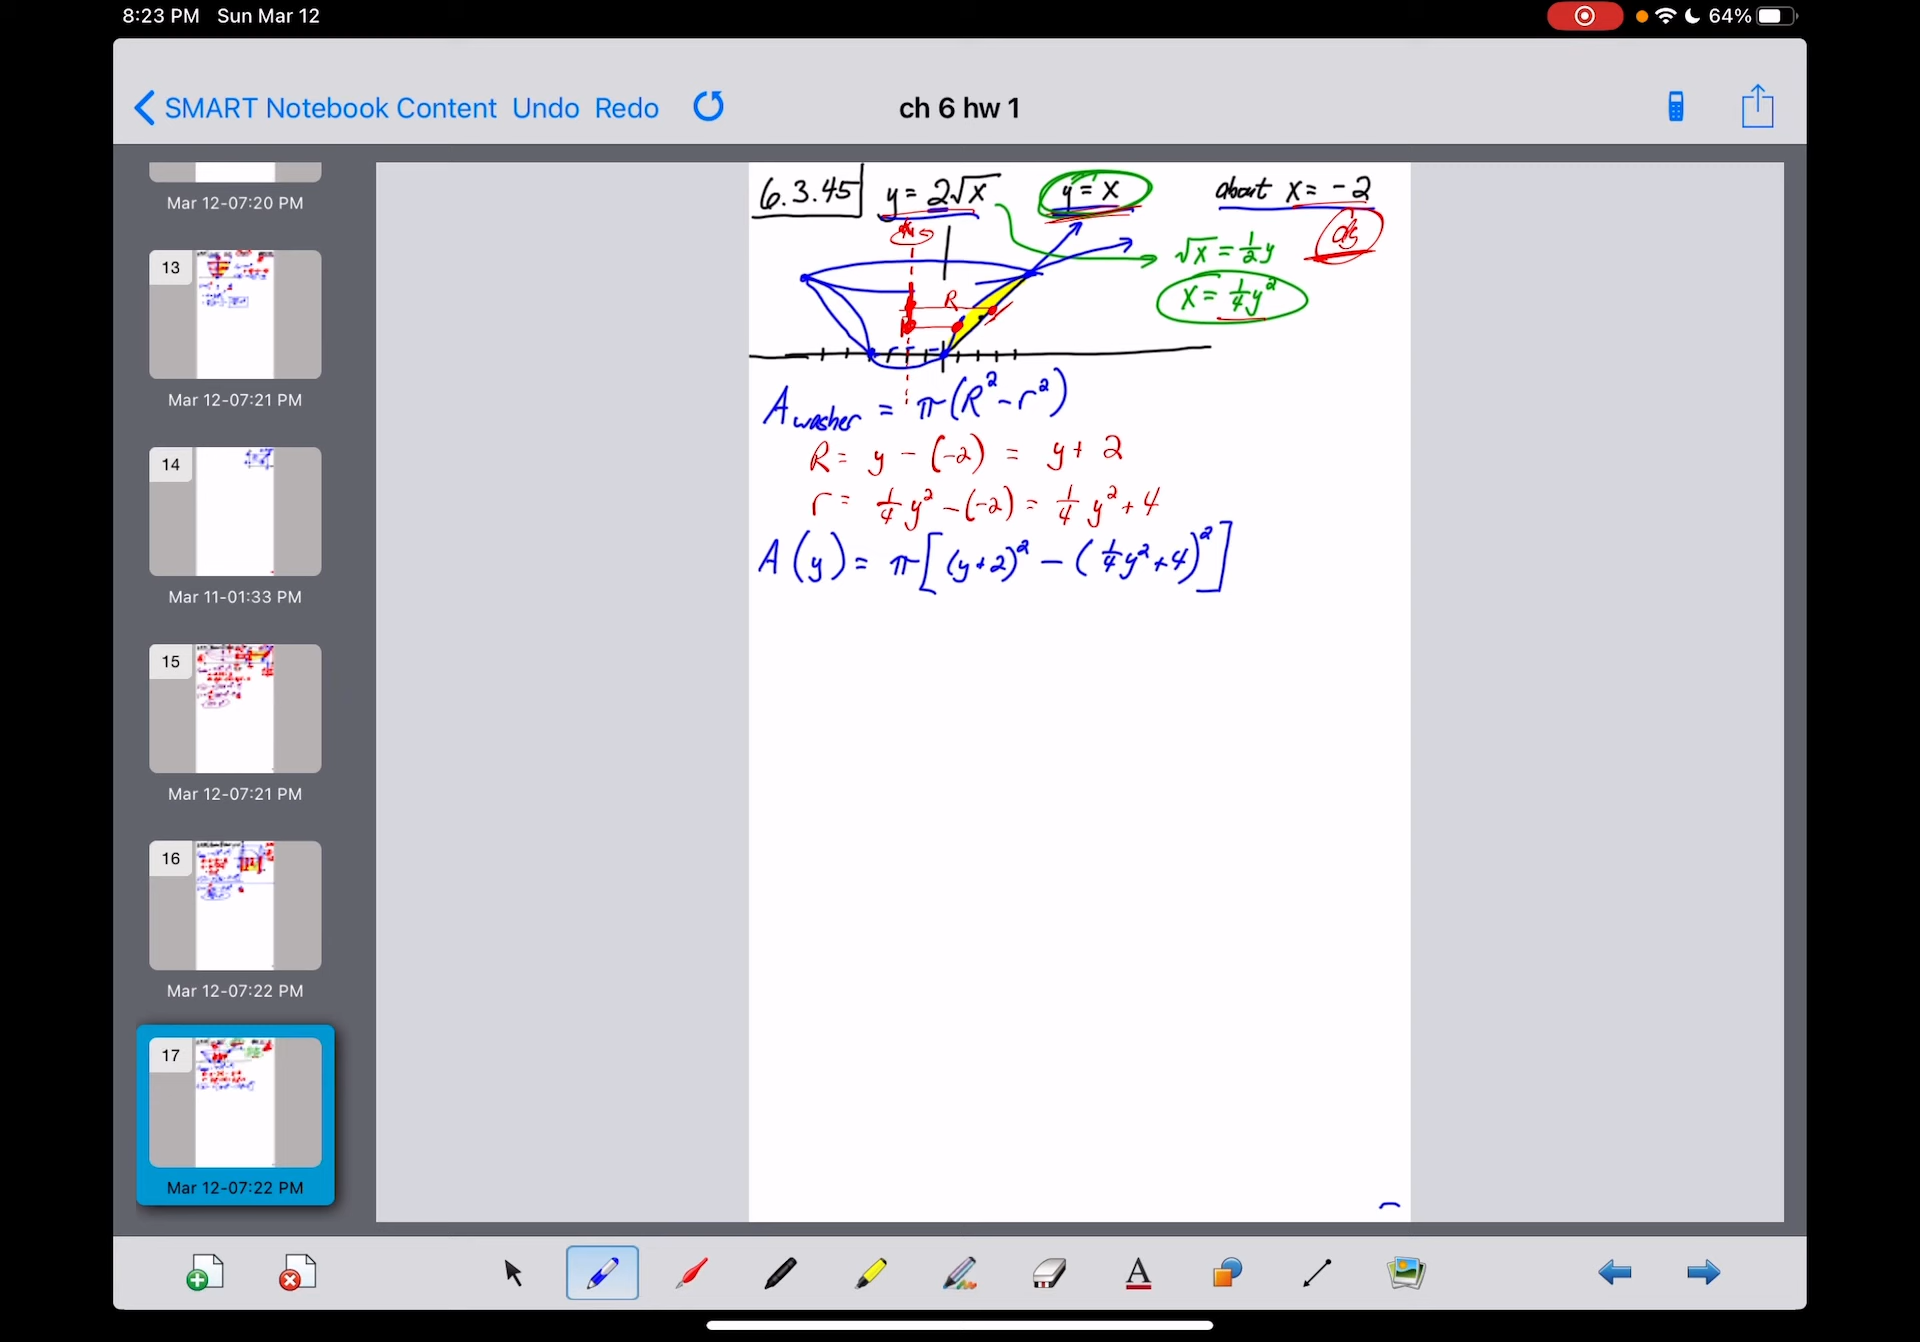 8:23 PM Sun Mar 12
64%
SMART Notebook Content Undo Redo
ch 6 hw 1
Mar 12-07:20 PM
13
Mar 12-07:21 PM
14
Mar 11-01:33 PM
15
Mar 12-07:21 PM
16
Mar 12-07:22 PM
17
Mar 12-07:22 PM
6.3.45 y = 2√x y = x about x = -2
dy
√x = ½y
x = ¼y²
R
r
A washer = π(R² - r²)
R = y - (-2) = y + 2
r = ¼y² - (-2) = ¼y² + 4
A(y) = π[(y+2)² - (¼y²+4)²]
A